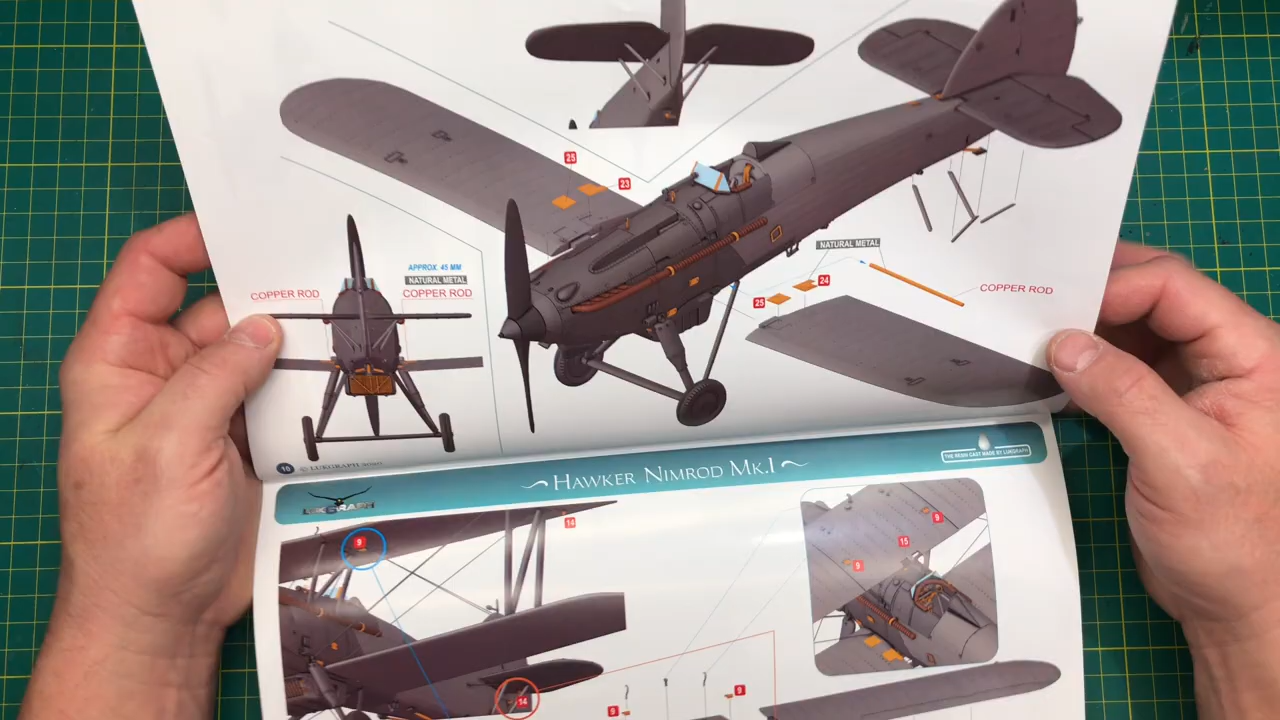 25
23
NATURAL METAL
APPROX 45 MM
NATURAL METAL
COPPER ROD
COPPER ROD
24
25
COPPER ROD
10
© LUKGRAPH
HAWKER NIMROD MK.I
THE RESIN CAST MADE BY LUKGRAPH
LUKGRAPH
14
9
9
15
9
14
9
9